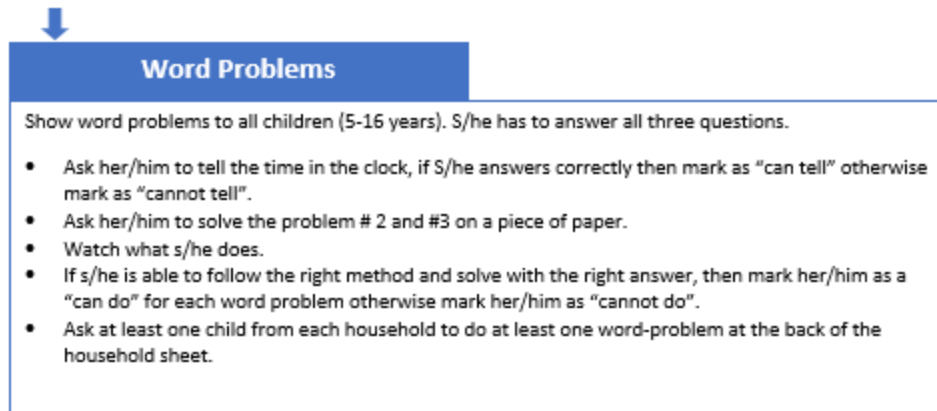 Word Problems
Show word problems to all children (5-16 years). S/he has to answer all three questions.
• Ask her/him to tell the time in the clock, if S/he answers correctly then mark as “can tell” otherwise
mark as “cannot tell”.
• Ask her/him to solve the problem # 2 and #3 on a piece of paper.
• Watch what s/he does.
• If s/he is able to follow the right method and solve with the right answer, then mark her/him as a
“can do” for each word problem otherwise mark her/him as “cannot do”.
• Ask at least one child from each household to do at least one word-problem at the back of the
household sheet.